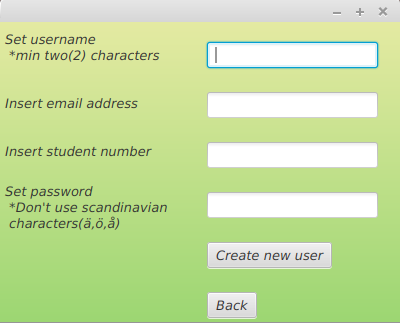 Set username
*min two(2) characters
Insert email address
Insert student number
Set password
*Don't use scandinavian
characters(ä,ö,å)
Create new user
Back